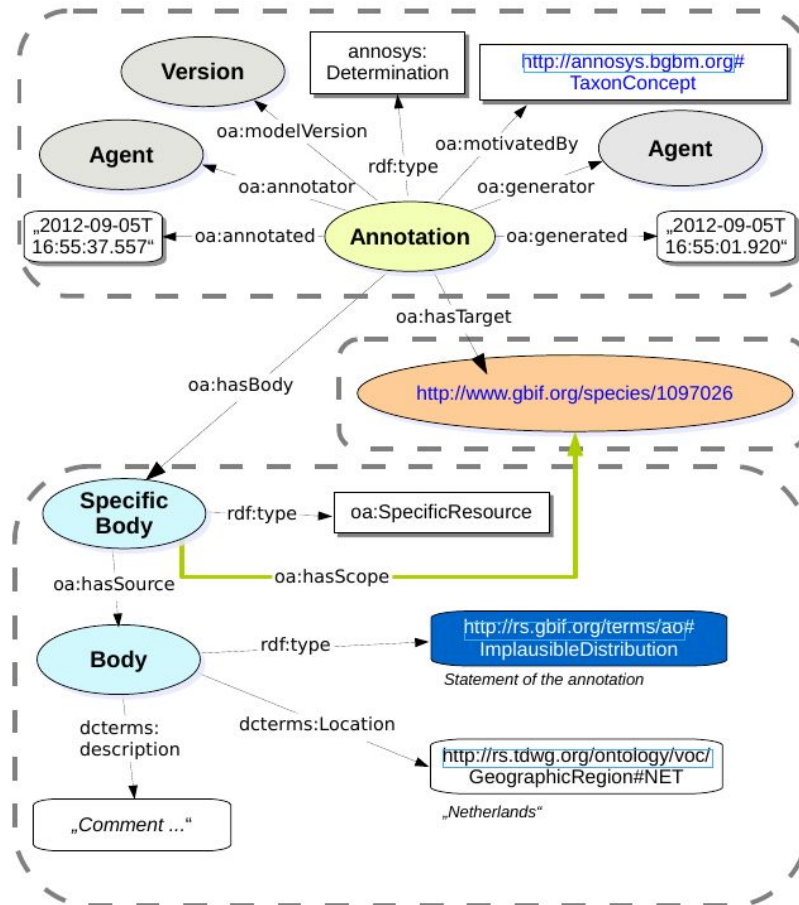 annosys:
Determination
http://annosys.bgbm.org#
TaxonConcept
Version
oa:modelVersion
rdf:type
oa:motivatedBy
Agent
Agent
oa:annotator
oa:generator
„2012-09-05T
16:55:37.557“
oa:annotated
Annotation
oa:generated
„2012-09-05T
16:55:01.920“
oa:hasTarget
oa:hasBody
http://www.gbif.org/species/1097026
Specific
Body
rdf:type
oa:SpecificResource
oa:hasScope
oa:hasSource
Body
rdf:type
http://rs.gbif.org/terms/ao#
ImplausibleDistribution
Statement of the annotation
dcterms:
description
dcterms:Location
http://rs.tdwg.org/ontology/voc/
GeographicRegion#NET
„Netherlands“
„Comment ...“